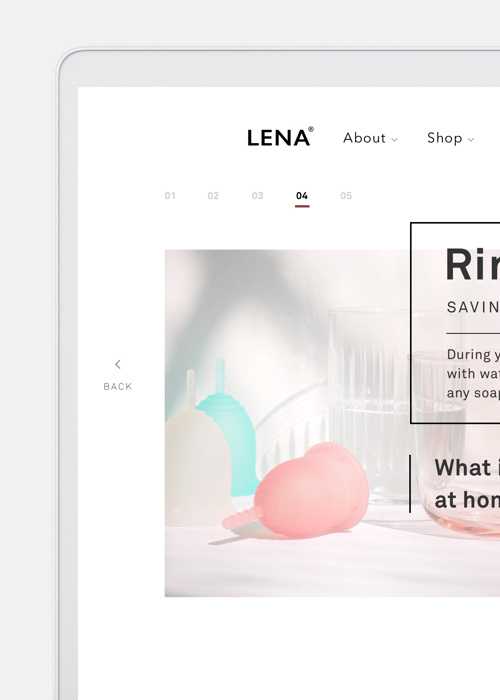 LENA®
About
Shop
01 02 03 04 05
Rin
SAVIN
During y
with wat
any soap
BACK
What i
at hom